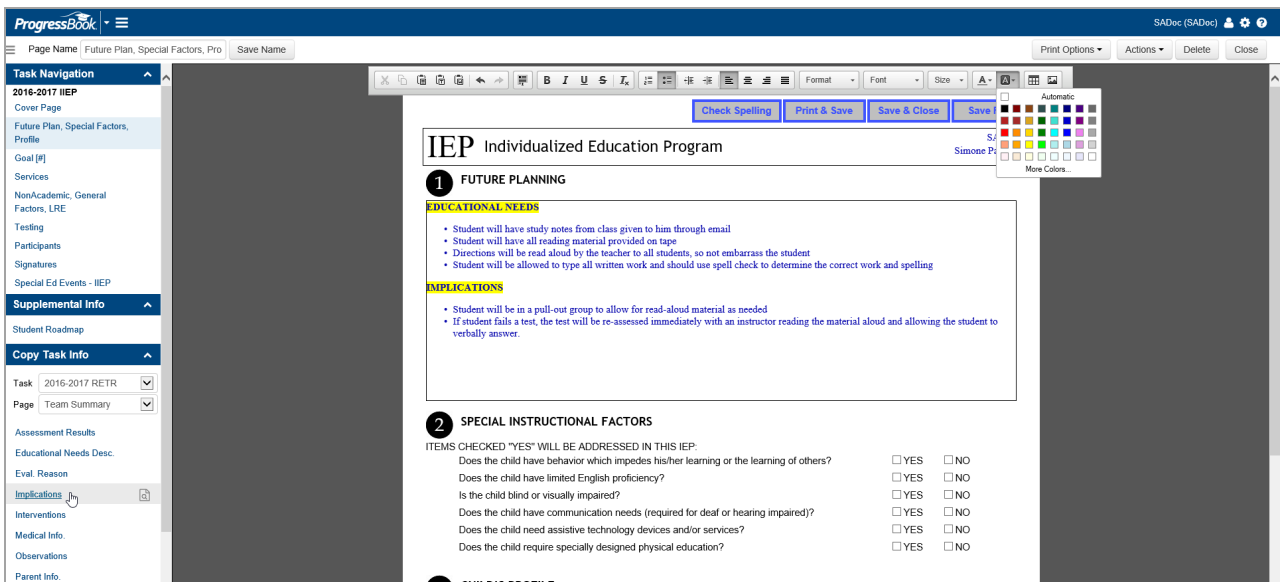 ProgressBook
SADoc (SADoc)
Page Name Future Plan, Special Factors, Pro Save Name
Print Options Actions Delete Close
Task Navigation
2016-2017 IIEP
Cover Page
Future Plan, Special Factors,
Profile
Goal [#]
Services
NonAcademic, General
Factors, LRE
Testing
Participants
Signatures
Special Ed Events - IIEP
Supplemental Info
Student Roadmap
Copy Task Info
Task 2016-2017 RETR
Page Team Summary
Assessment Results
Educational Needs Desc.
Eval. Reason
Implications
Interventions
Medical Info.
Observations
Parent Info.
B I U S Ix Format Font Size A A
Automatic
More Colors...
Check Spelling Print & Save Save & Close Save
IEP Individualized Education Program
Simone
1 FUTURE PLANNING
EDUCATIONAL NEEDS
• Student will have study notes from class given to him through email
• Student will have all reading material provided on tape
• Directions will be read aloud by the teacher to all students, so not embarrass the student
• Student will be allowed to type all written work and should use spell check to determine the correct work and spelling
IMPLICATIONS
• Student will be in a pull-out group to allow for read-aloud material as needed
• If student fails a test, the test will be re-assessed immediately with an instructor reading the material aloud and allowing the student to
verbally answer.
2 SPECIAL INSTRUCTIONAL FACTORS
ITEMS CHECKED "YES" WILL BE ADDRESSED IN THIS IEP:
Does the child have behavior which impedes his/her learning or the learning of others? YES NO
Does the child have limited English proficiency? YES NO
Is the child blind or visually impaired? YES NO
Does the child have communication needs (required for deaf or hearing impaired)? YES NO
Does the child need assistive technology devices and/or services? YES NO
Does the child require specially designed physical education? YES NO